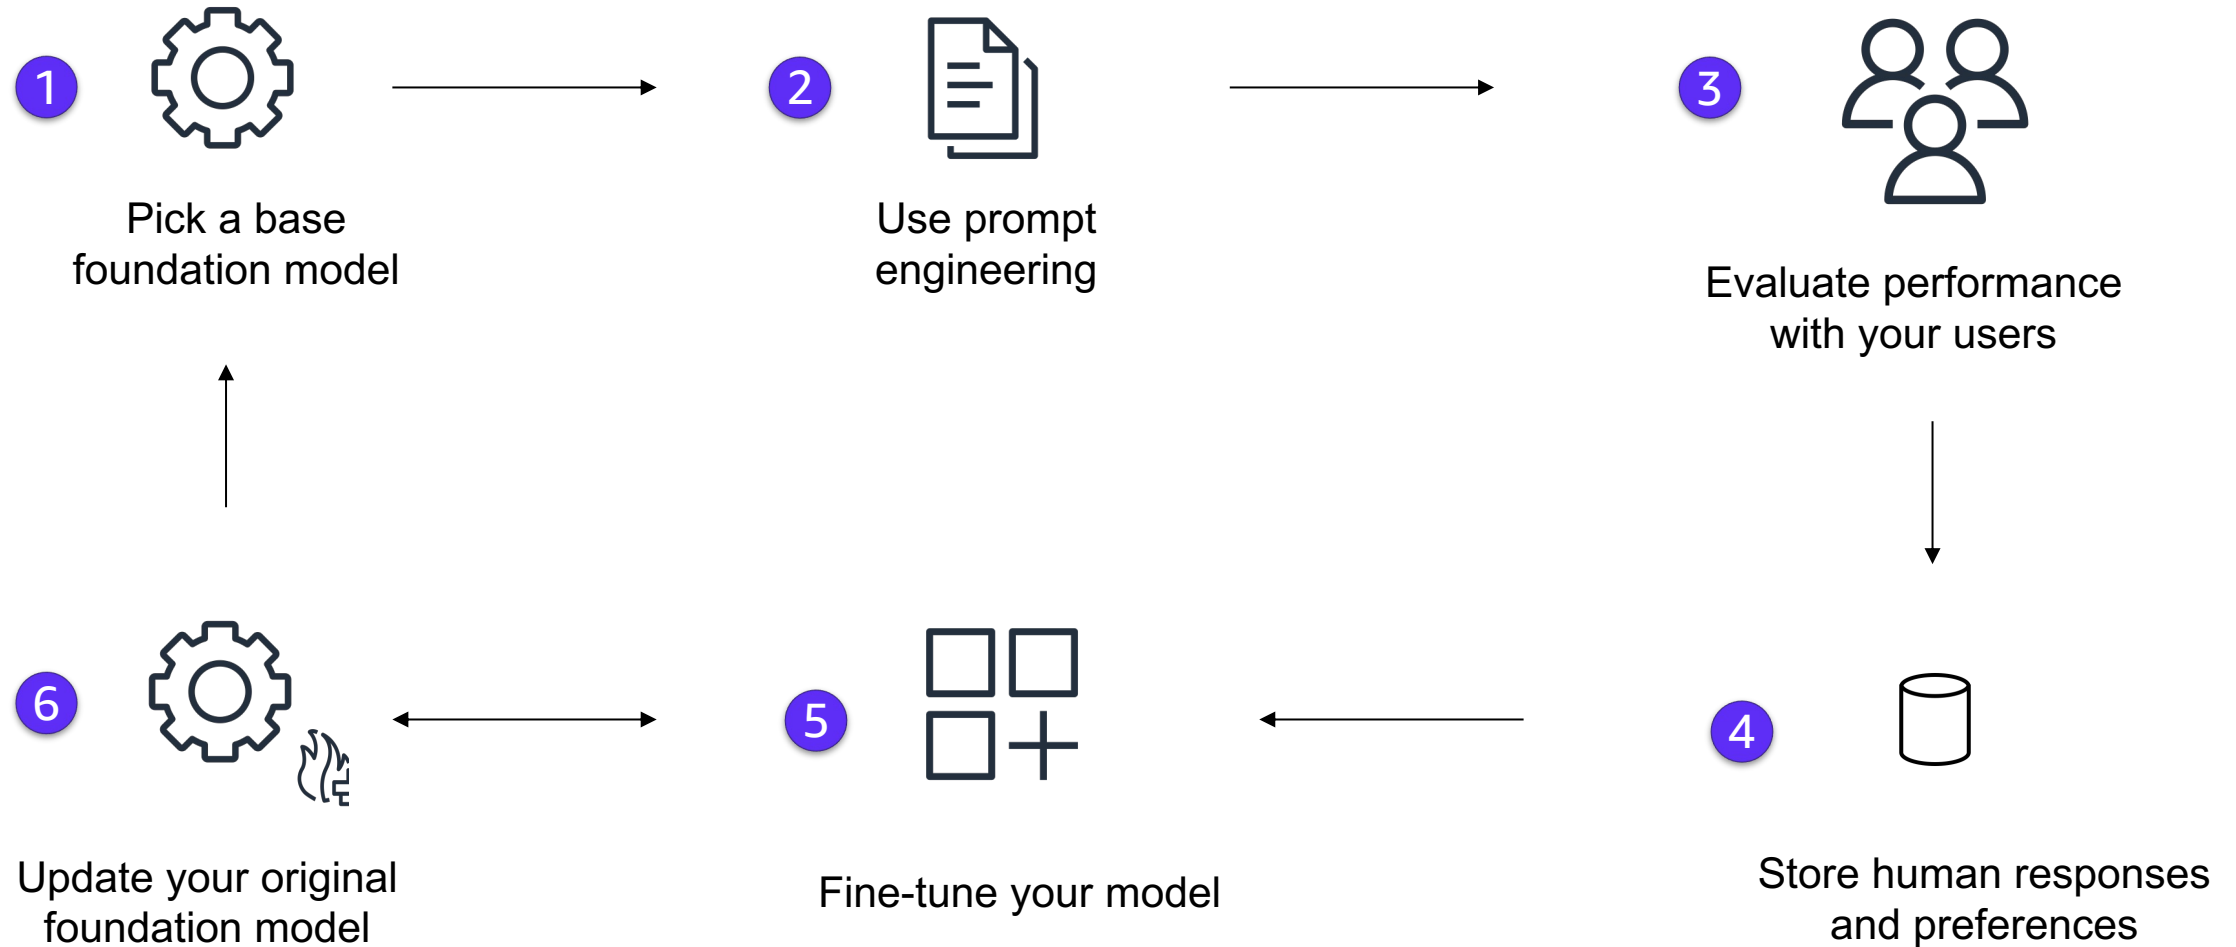 1
Pick a base
foundation model
2
Use prompt
engineering
3
Evaluate performance
with your users
4
Store human responses
and preferences
5
Fine-tune your model
6
Update your original
foundation model